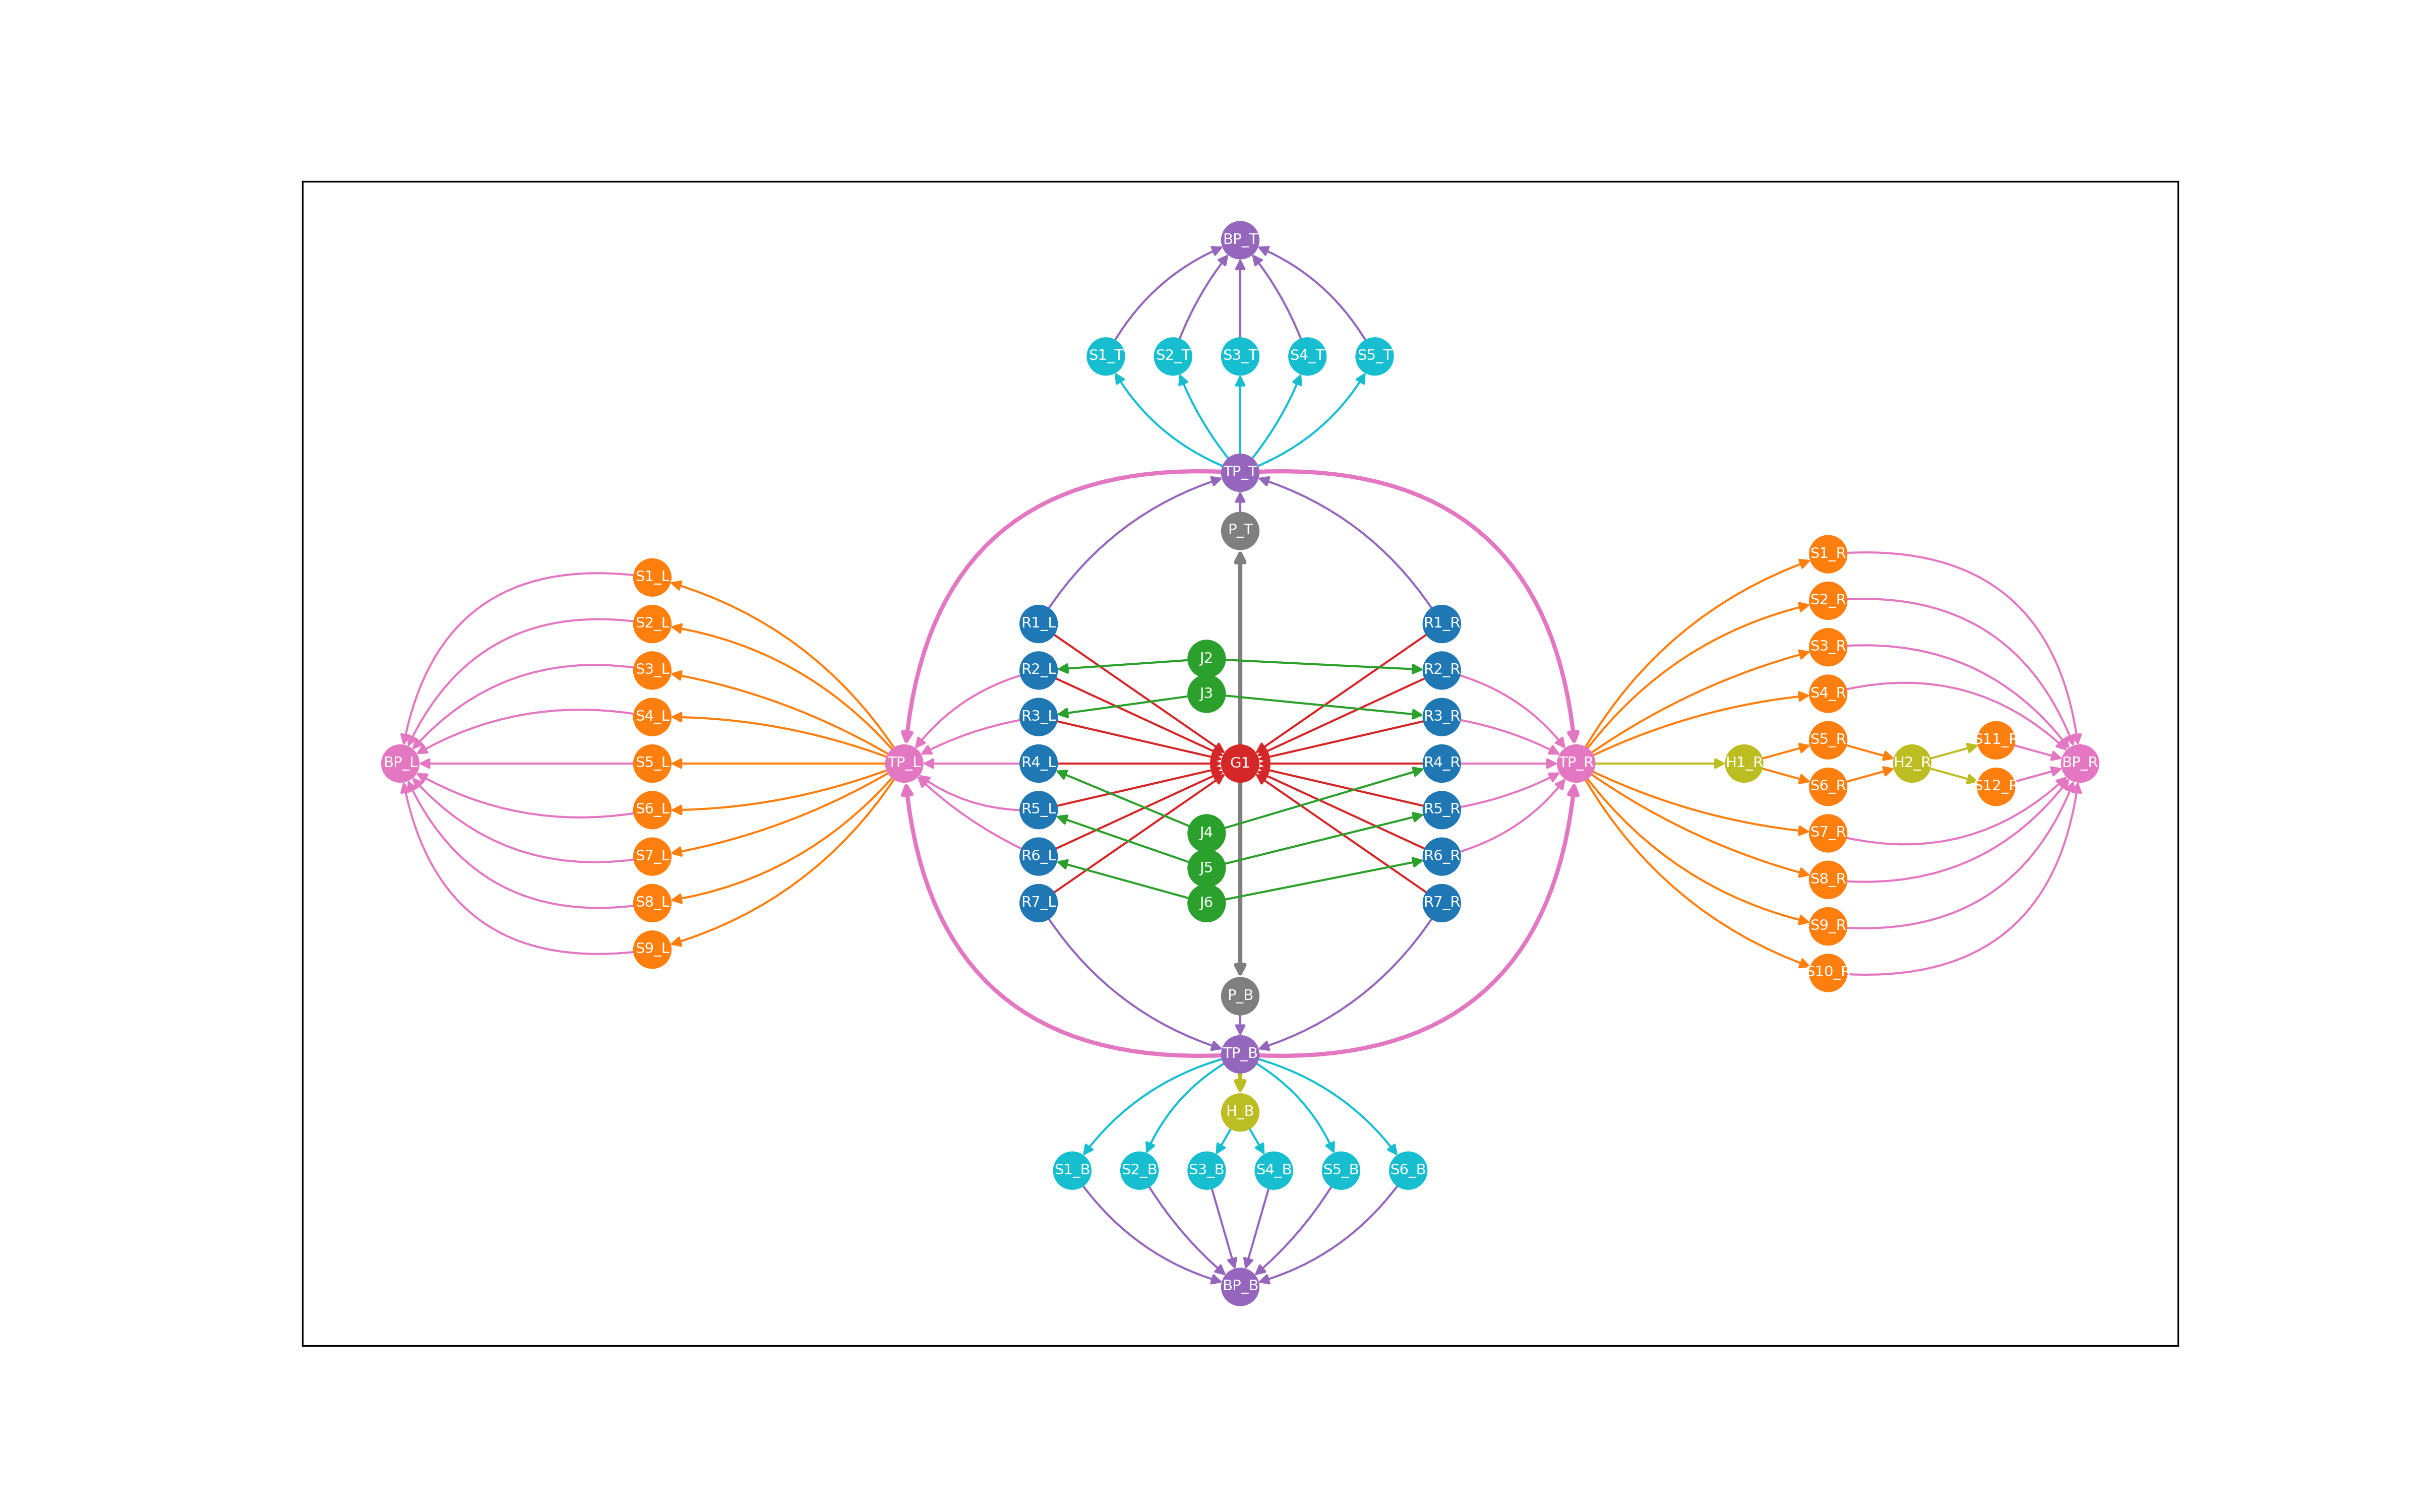 BP_T
S1_T S2_T S3_T S4_T S5_T
TP_T
P_T
S1_R
S1_L
S2_R
S2_L R1_L R1_R
S3_R
J2
S3_L R2_L R2_R
J3 S4_R
S4_L R3_L R3_R
S5_R S11_R
BP_L S5_L TP_L R4_L G1 R4_R TP_R H1_R H2_R BP_R
S6_R S12_R
S6_L R5_L R5_R
J4 S7_R
S7_L R6_L R6_R
J5
S8_R
S8_L R7_L J6 R7_R
S9_R
S9_L
S10_R
P_B
TP_B
H_B
S1_B S2_B S3_B S4_B S5_B S6_B
BP_B